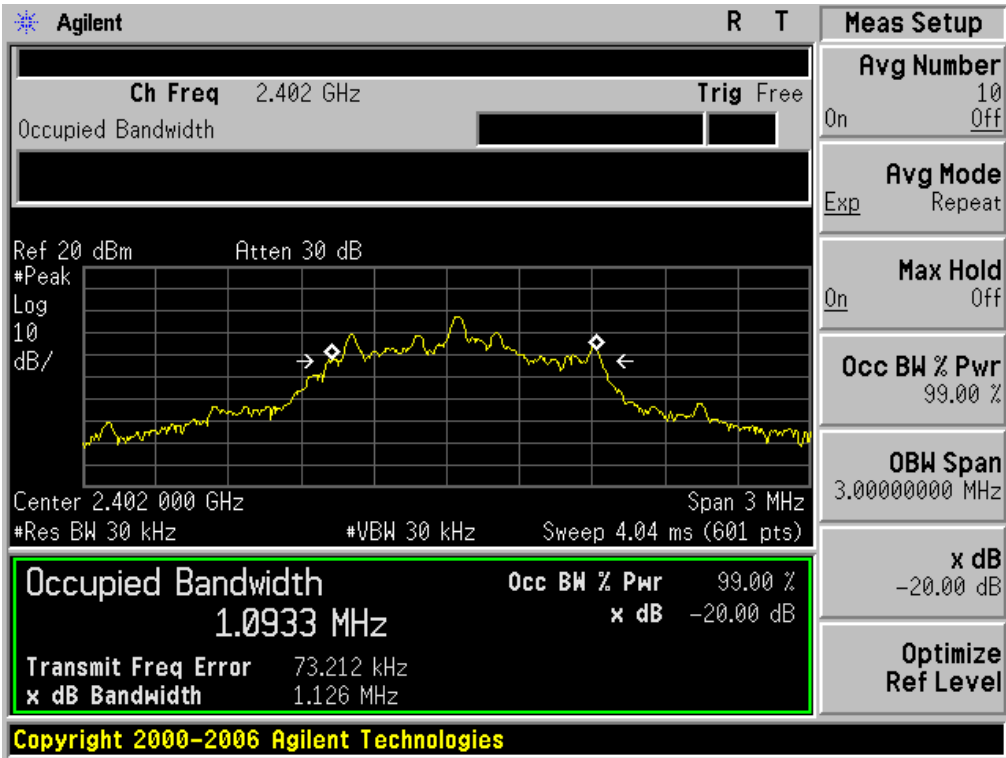 Agilent R T
Ch Freq 2.402 GHz Trig Free
Occupied Bandwidth
Ref 20 dBm Atten 30 dB
#Peak
Log
10
dB/
Center 2.402 000 GHz Span 3 MHz
#Res BW 30 kHz #VBW 30 kHz Sweep 4.04 ms (601 pts)
Occupied Bandwidth Occ BW % Pwr 99.00 %
1.0933 MHz x dB -20.00 dB
Transmit Freq Error 73.212 kHz
x dB Bandwidth 1.126 MHz
Copyright 2000-2006 Agilent Technologies
Meas Setup
Avg Number
10
On Off
Avg Mode
Exp Repeat
Max Hold
On Off
Occ BW % Pwr
99.00 %
OBW Span
3.00000000 MHz
x dB
-20.00 dB
Optimize
Ref Level